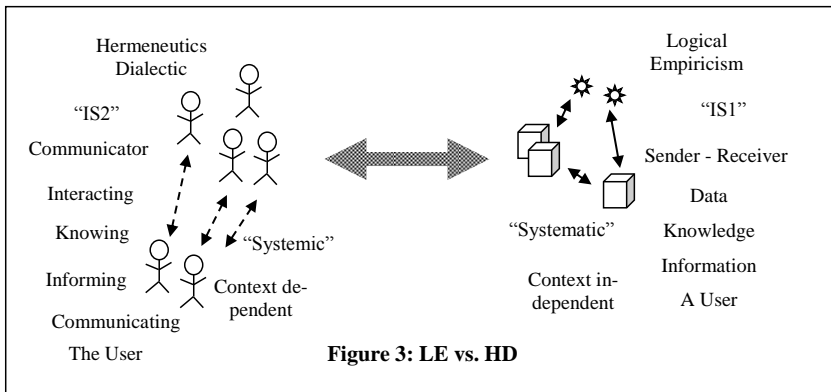 Hermeneutics
Dialectic
“IS2”
Communicator
Interacting
Knowing
“Systemic”
Informing
Context de-
pendent
Communicating
The User
Logical
Empiricism
“IS1”
Sender - Receiver
Data
“Systematic”
Knowledge
Information
Context in-
dependent
A User
Figure 3: LE vs. HD